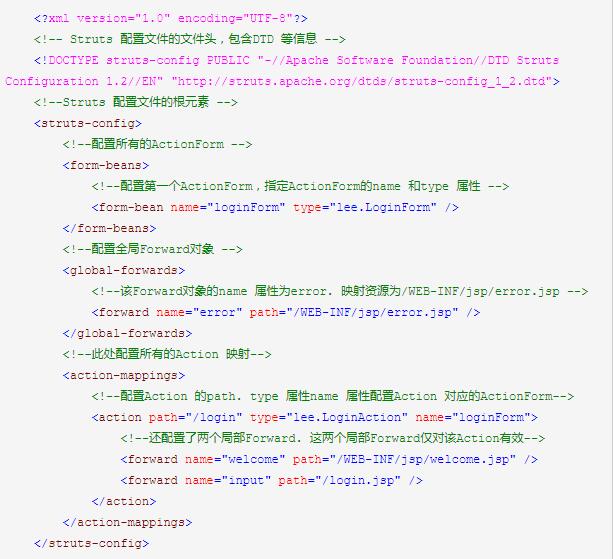 <?xml version="1.0" encoding="UTF-8"?>
<!-- Struts 配置文件的文件头，包含DTD 等信息 -->
<!DOCTYPE struts-config PUBLIC "-//Apache Software Foundation//DTD Struts
Configuration 1.2//EN" "http://struts.apache.org/dtds/struts-config_1_2.dtd">
<!--Struts 配置文件的根元素 -->
<struts-config>
<!--配置所有的ActionForm -->
<form-beans>
<!--配置第一个ActionForm，指定ActionForm的name 和type 属性 -->
<form-bean name="loginForm" type="lee.LoginForm" />
</form-beans>
<!--配置全局Forward对象 -->
<global-forwards>
<!--该Forward对象的name 属性为error. 映射资源为/WEB-INF/jsp/error.jsp -->
<forward name="error" path="/WEB-INF/jsp/error.jsp" />
</global-forwards>
<!--此处配置所有的Action 映射-->
<action-mappings>
<!--配置Action 的path. type 属性name 属性配置Action 对应的ActionForm-->
<action path="/login" type="lee.LoginAction" name="loginForm">
<!--还配置了两个局部Forward. 这两个局部Forward仅对该Action有效-->
<forward name="welcome" path="/WEB-INF/jsp/welcome.jsp" />
<forward name="input" path="/login.jsp" />
</action>
</action-mappings>
</struts-config>